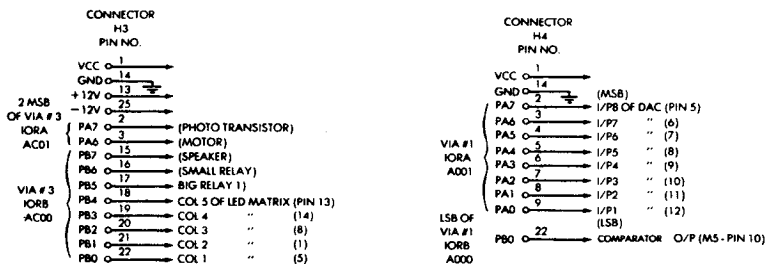 CONNECTOR
H3
PIN NO.
VCC 1
GND 14
+12V 13
−12V 25
2 MSB
OF VIA # 3
IORA
AC01
PA7 2 (PHOTO TRANSISTOR)
PA6 3 (MOTOR)
VIA # 3
IORB
AC00
PB7 15 (SPEAKER)
PB6 16 (SMALL RELAY)
PB5 17 BIG RELAY 1)
PB4 18 COL 5 OF LED MATRIX (PIN 13)
PB3 19 COL 4 " (14)
PB2 20 COL 3 " (8)
PB1 21 COL 2 " (1)
PB0 22 COL 1 " (5)
CONNECTOR
H4
PIN NO.
VCC 1
GND 14
(MSB)
VIA #1
IORA
A001
PA7 2 I/P8 OF DAC (PIN 5)
PA6 3 I/P7 " (6)
PA5 4 I/P6 " (7)
PA4 5 I/P5 " (8)
PA3 6 I/P4 " (9)
PA2 7 I/P3 " (10)
PA1 8 I/P2 " (11)
PA0 9 I/P1 " (12)
(LSB)
LSB OF
VIA #1
IORB
A000
PB0 22 COMPARATOR O/P (M5 - PIN 10)